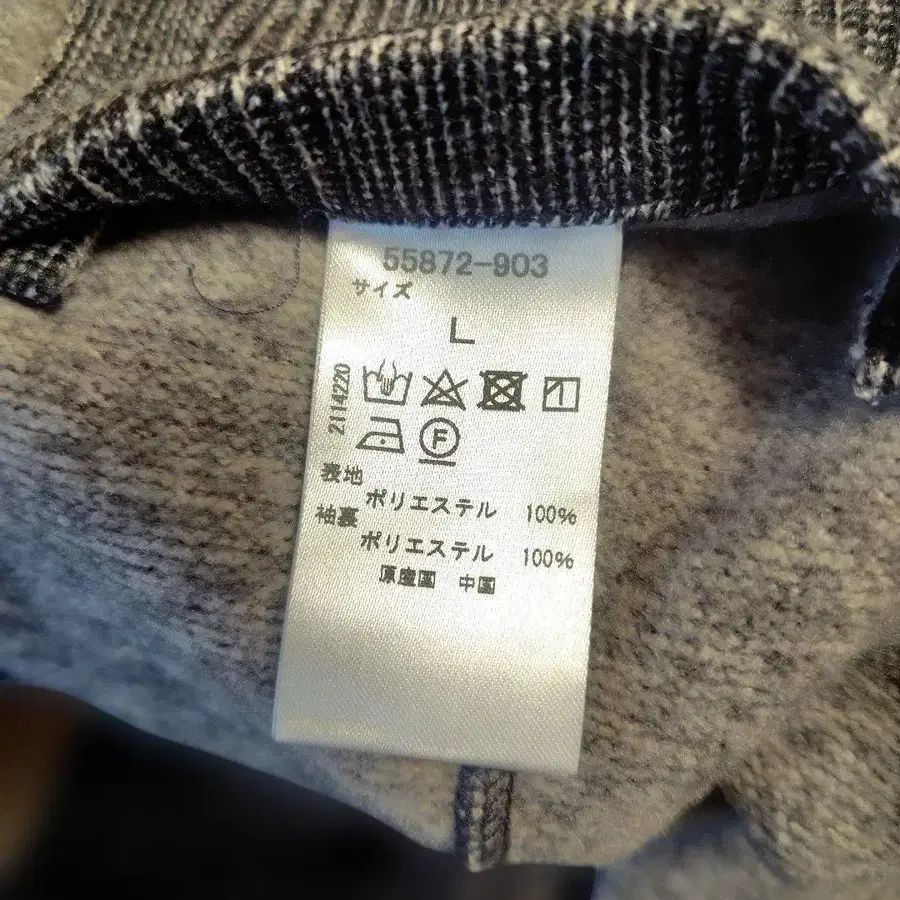 55872-903
サイズ
L
2114220
F
表地
ポリエステル 100%
袖裏
ポリエステル 100%
原産国 中国